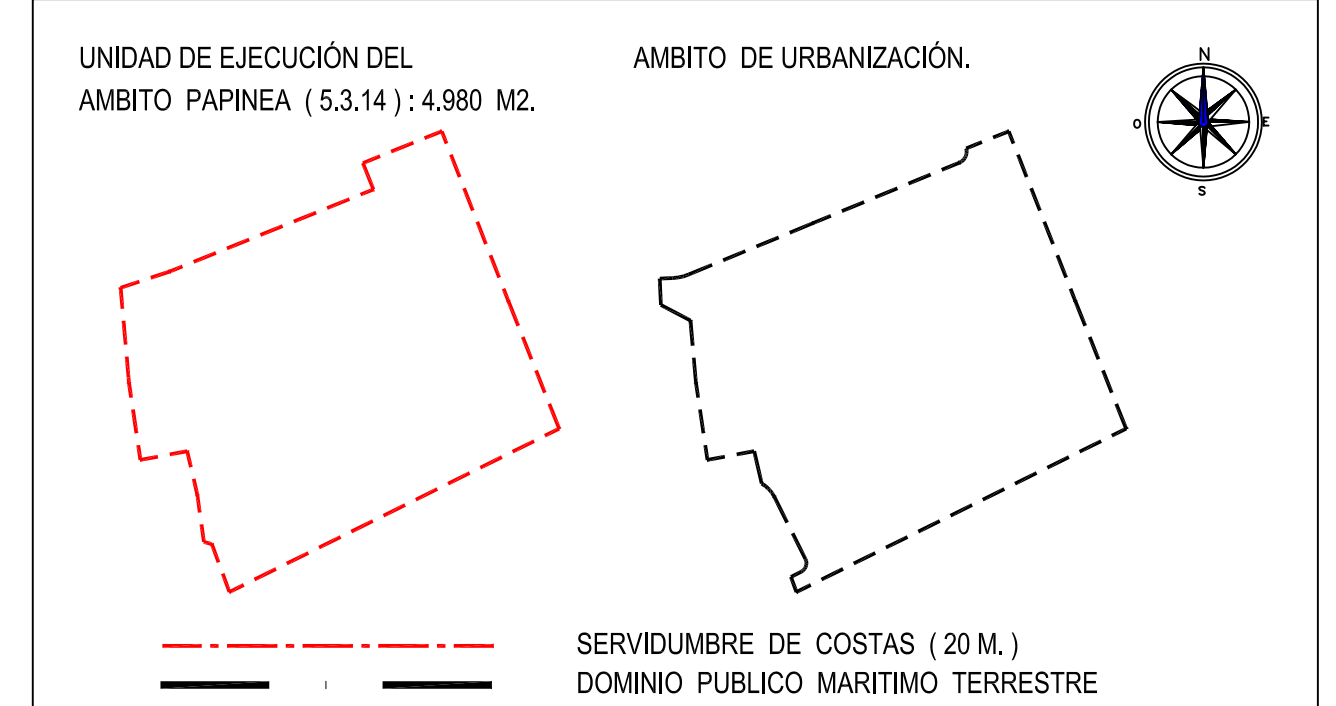 UNIDAD DE EJECUCIÓN DEL
AMBITO PAPINEA ( 5.3.14 ) : 4.980 M2.
AMBITO DE URBANIZACIÓN.
N
O
E
S
SERVIDUMBRE DE COSTAS ( 20 M. )
DOMINIO PUBLICO MARITIMO TERRESTRE